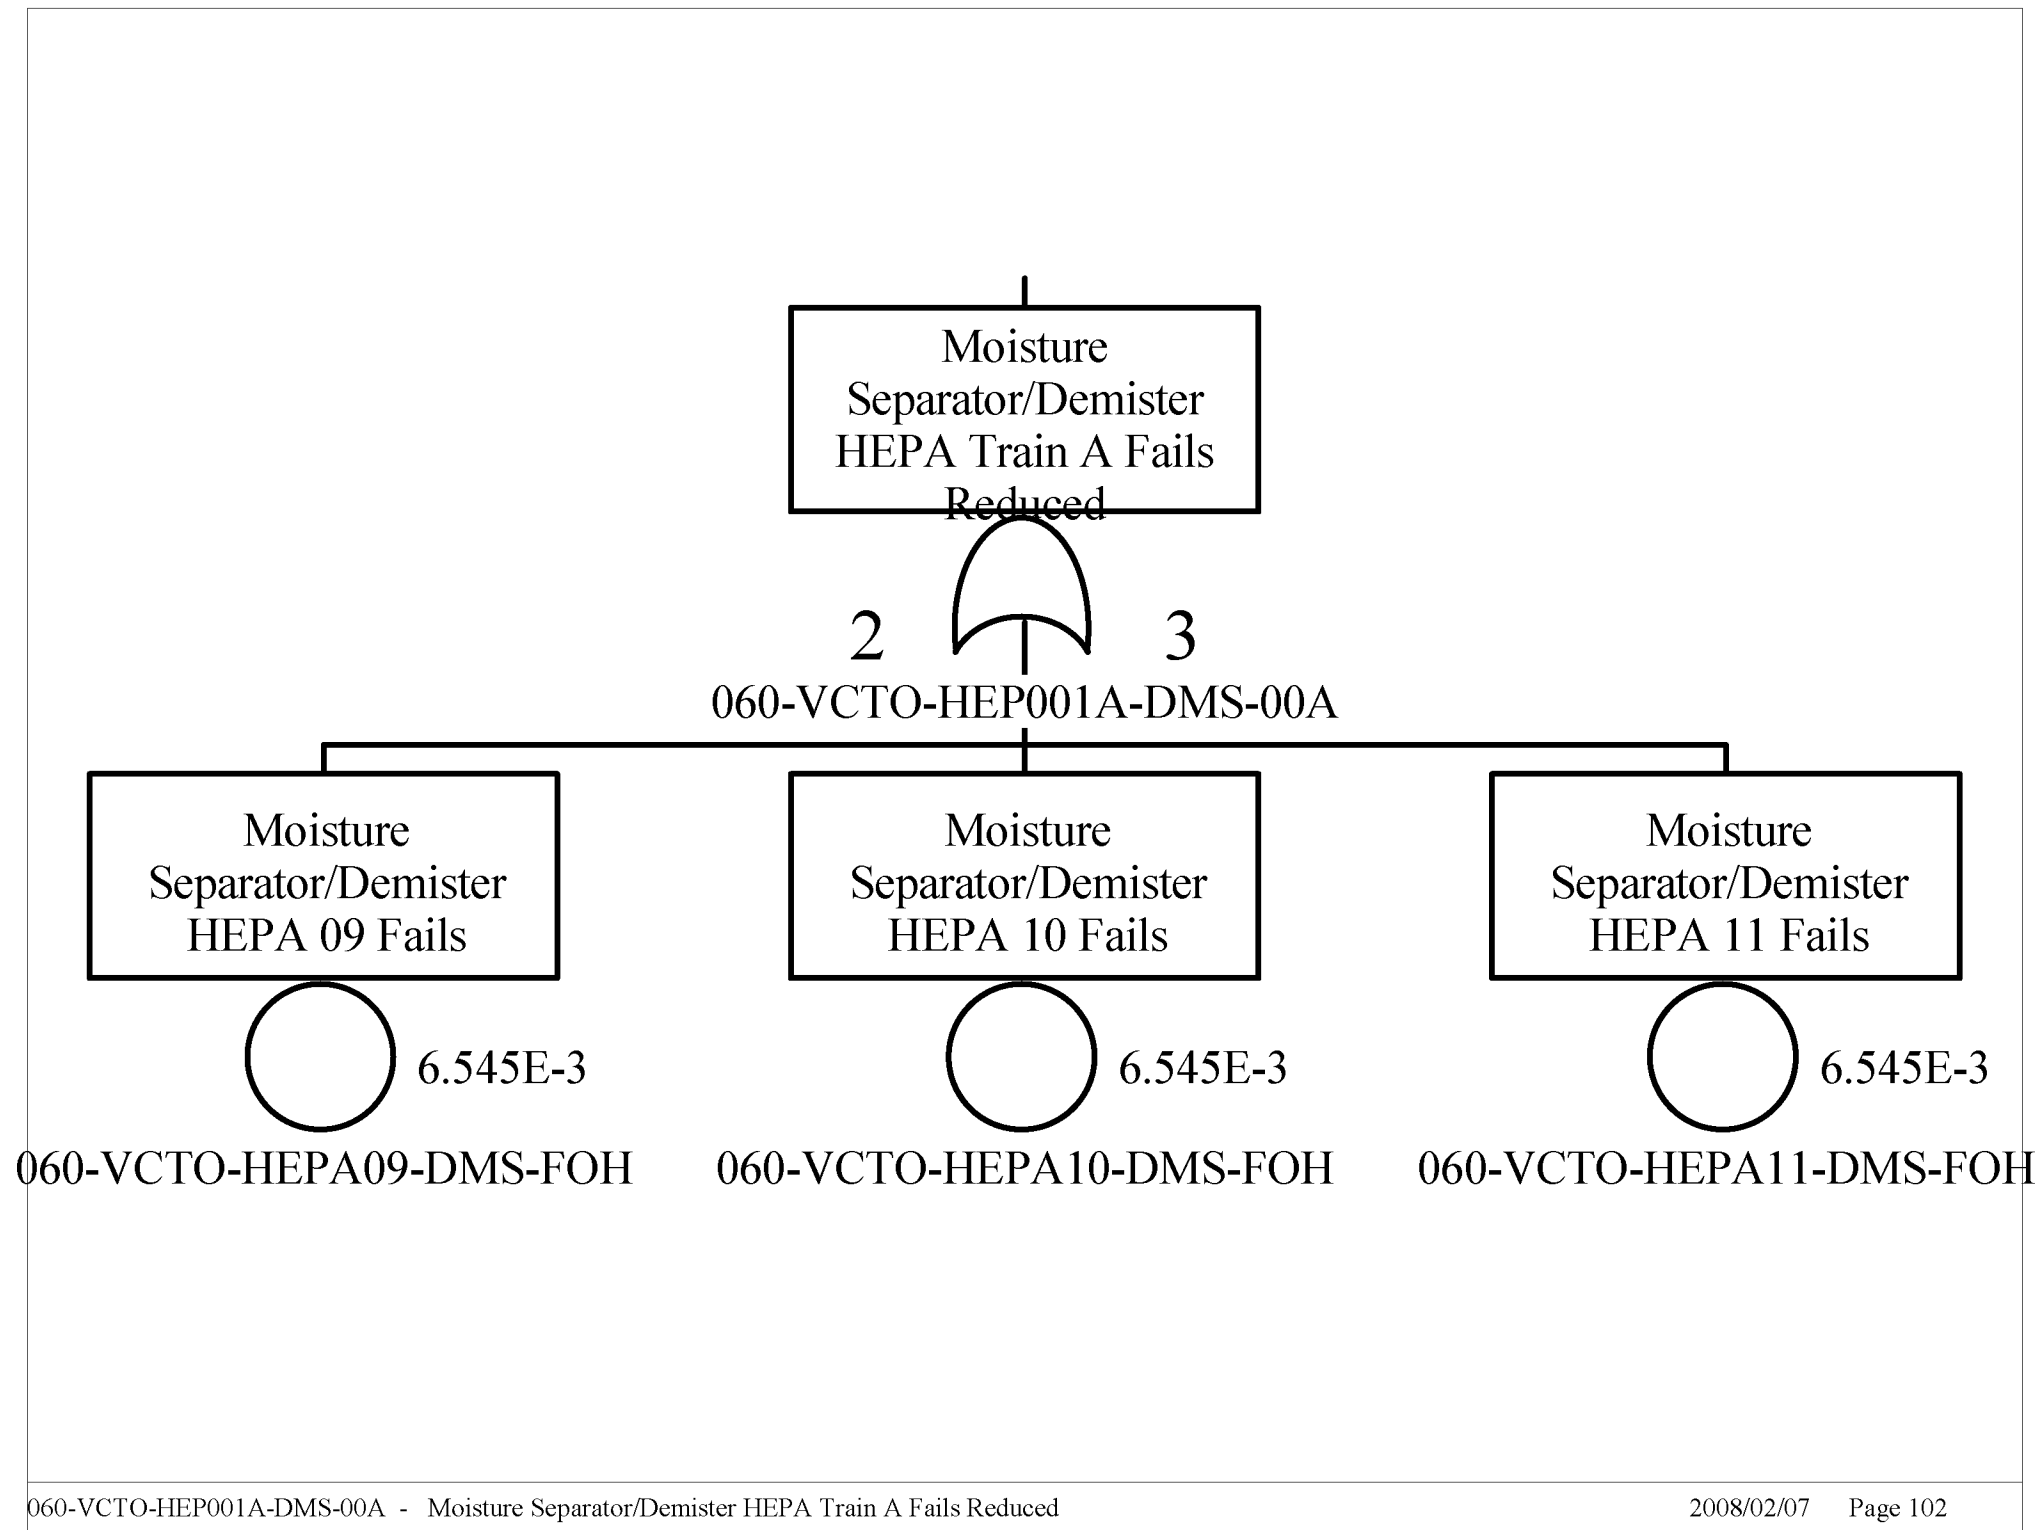 Moisture
Separator/Demister
HEPA Train A Fails
Reduced
2 3
060-VCTO-HEP001A-DMS-00A
Moisture
Separator/Demister
HEPA 09 Fails
6.545E-3
060-VCTO-HEPA09-DMS-FOH
Moisture
Separator/Demister
HEPA 10 Fails
6.545E-3
060-VCTO-HEPA10-DMS-FOH
Moisture
Separator/Demister
HEPA 11 Fails
6.545E-3
060-VCTO-HEPA11-DMS-FOH
060-VCTO-HEP001A-DMS-00A - Moisture Separator/Demister HEPA Train A Fails Reduced 2008/02/07 Page 102